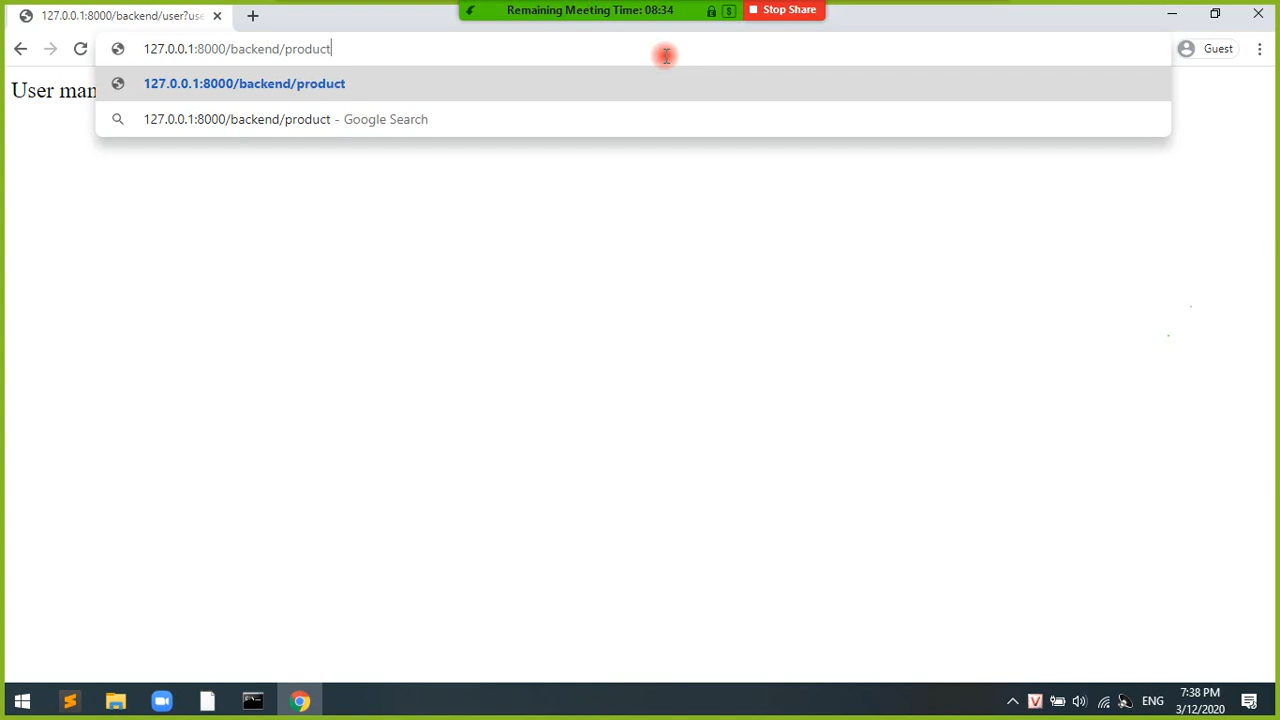 127.0.0.1:8000/backend/user?use
Remaining Meeting Time: 08:34
$
Stop Share
127.0.0.1:8000/backend/product
Guest
127.0.0.1:8000/backend/product
User man
127.0.0.1:8000/backend/product - Google Search
V
ENG
7:38 PM
3/12/2020